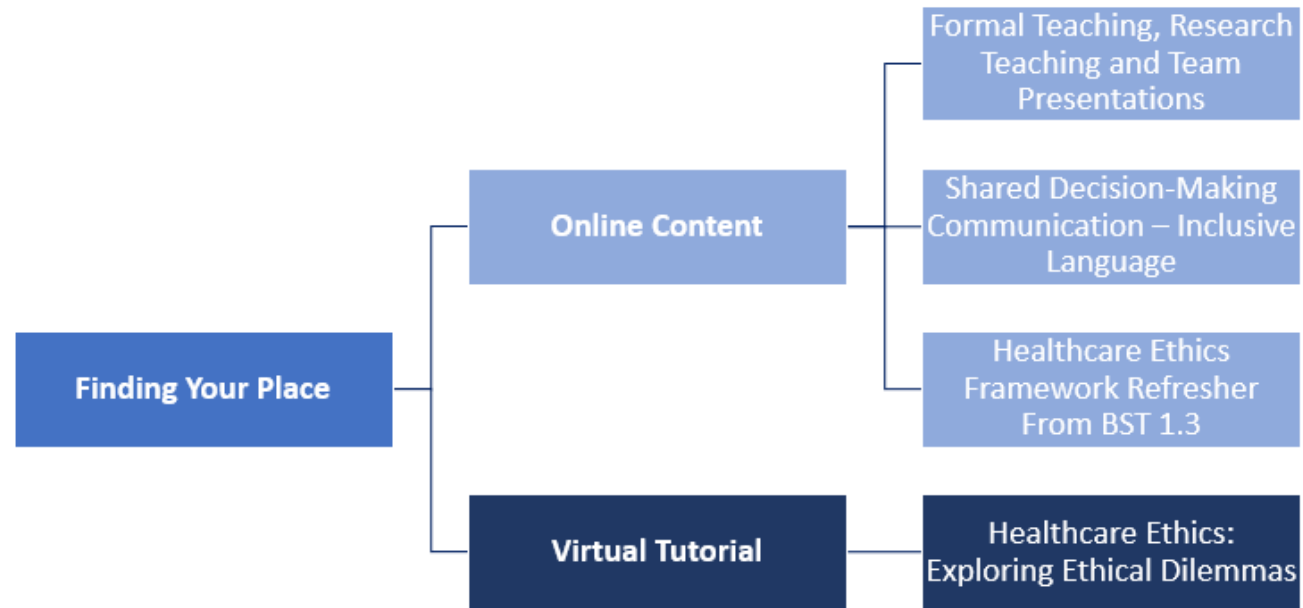 Formal Teaching, Research
Teaching and Team
Presentations
Shared Decision-Making
Communication – Inclusive
Language
Online Content
Healthcare Ethics
Framework Refresher
From BST 1.3
Finding Your Place
Virtual Tutorial
Healthcare Ethics:
Exploring Ethical Dilemmas